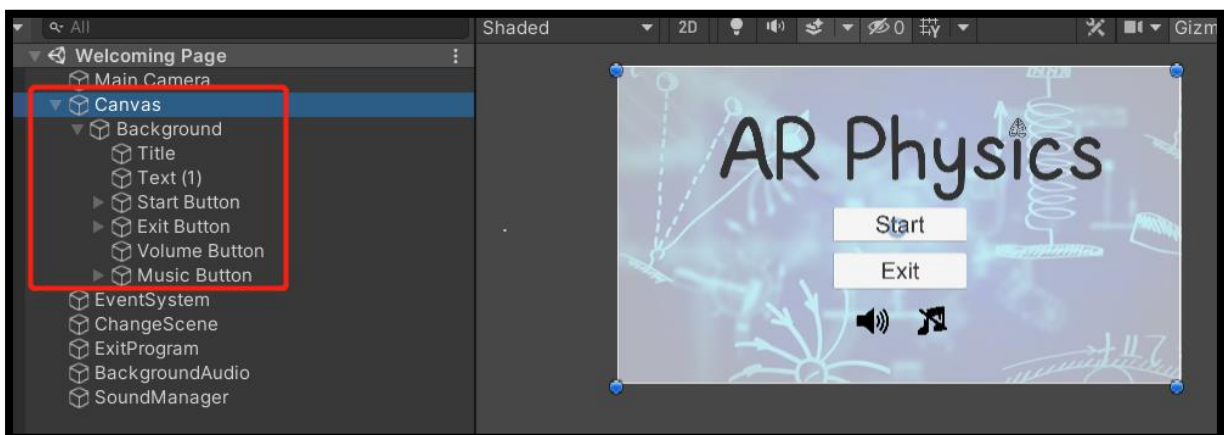 All
Shaded
2D
0
Gizm
Welcoming Page
Main Camera
Canvas
Background
Title
Text (1)
Start Button
Exit Button
Volume Button
Music Button
EventSystem
ChangeScene
ExitProgram
BackgroundAudio
SoundManager
AR Physics
Start
Exit